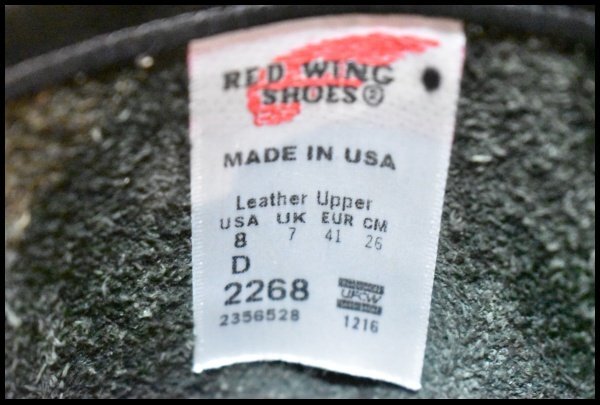 RED WING
SHOES ®
MADE IN USA
Leather Upper
USA UK EUR CM
8 7 41 26
D
2268 UFCW
2356528 1216